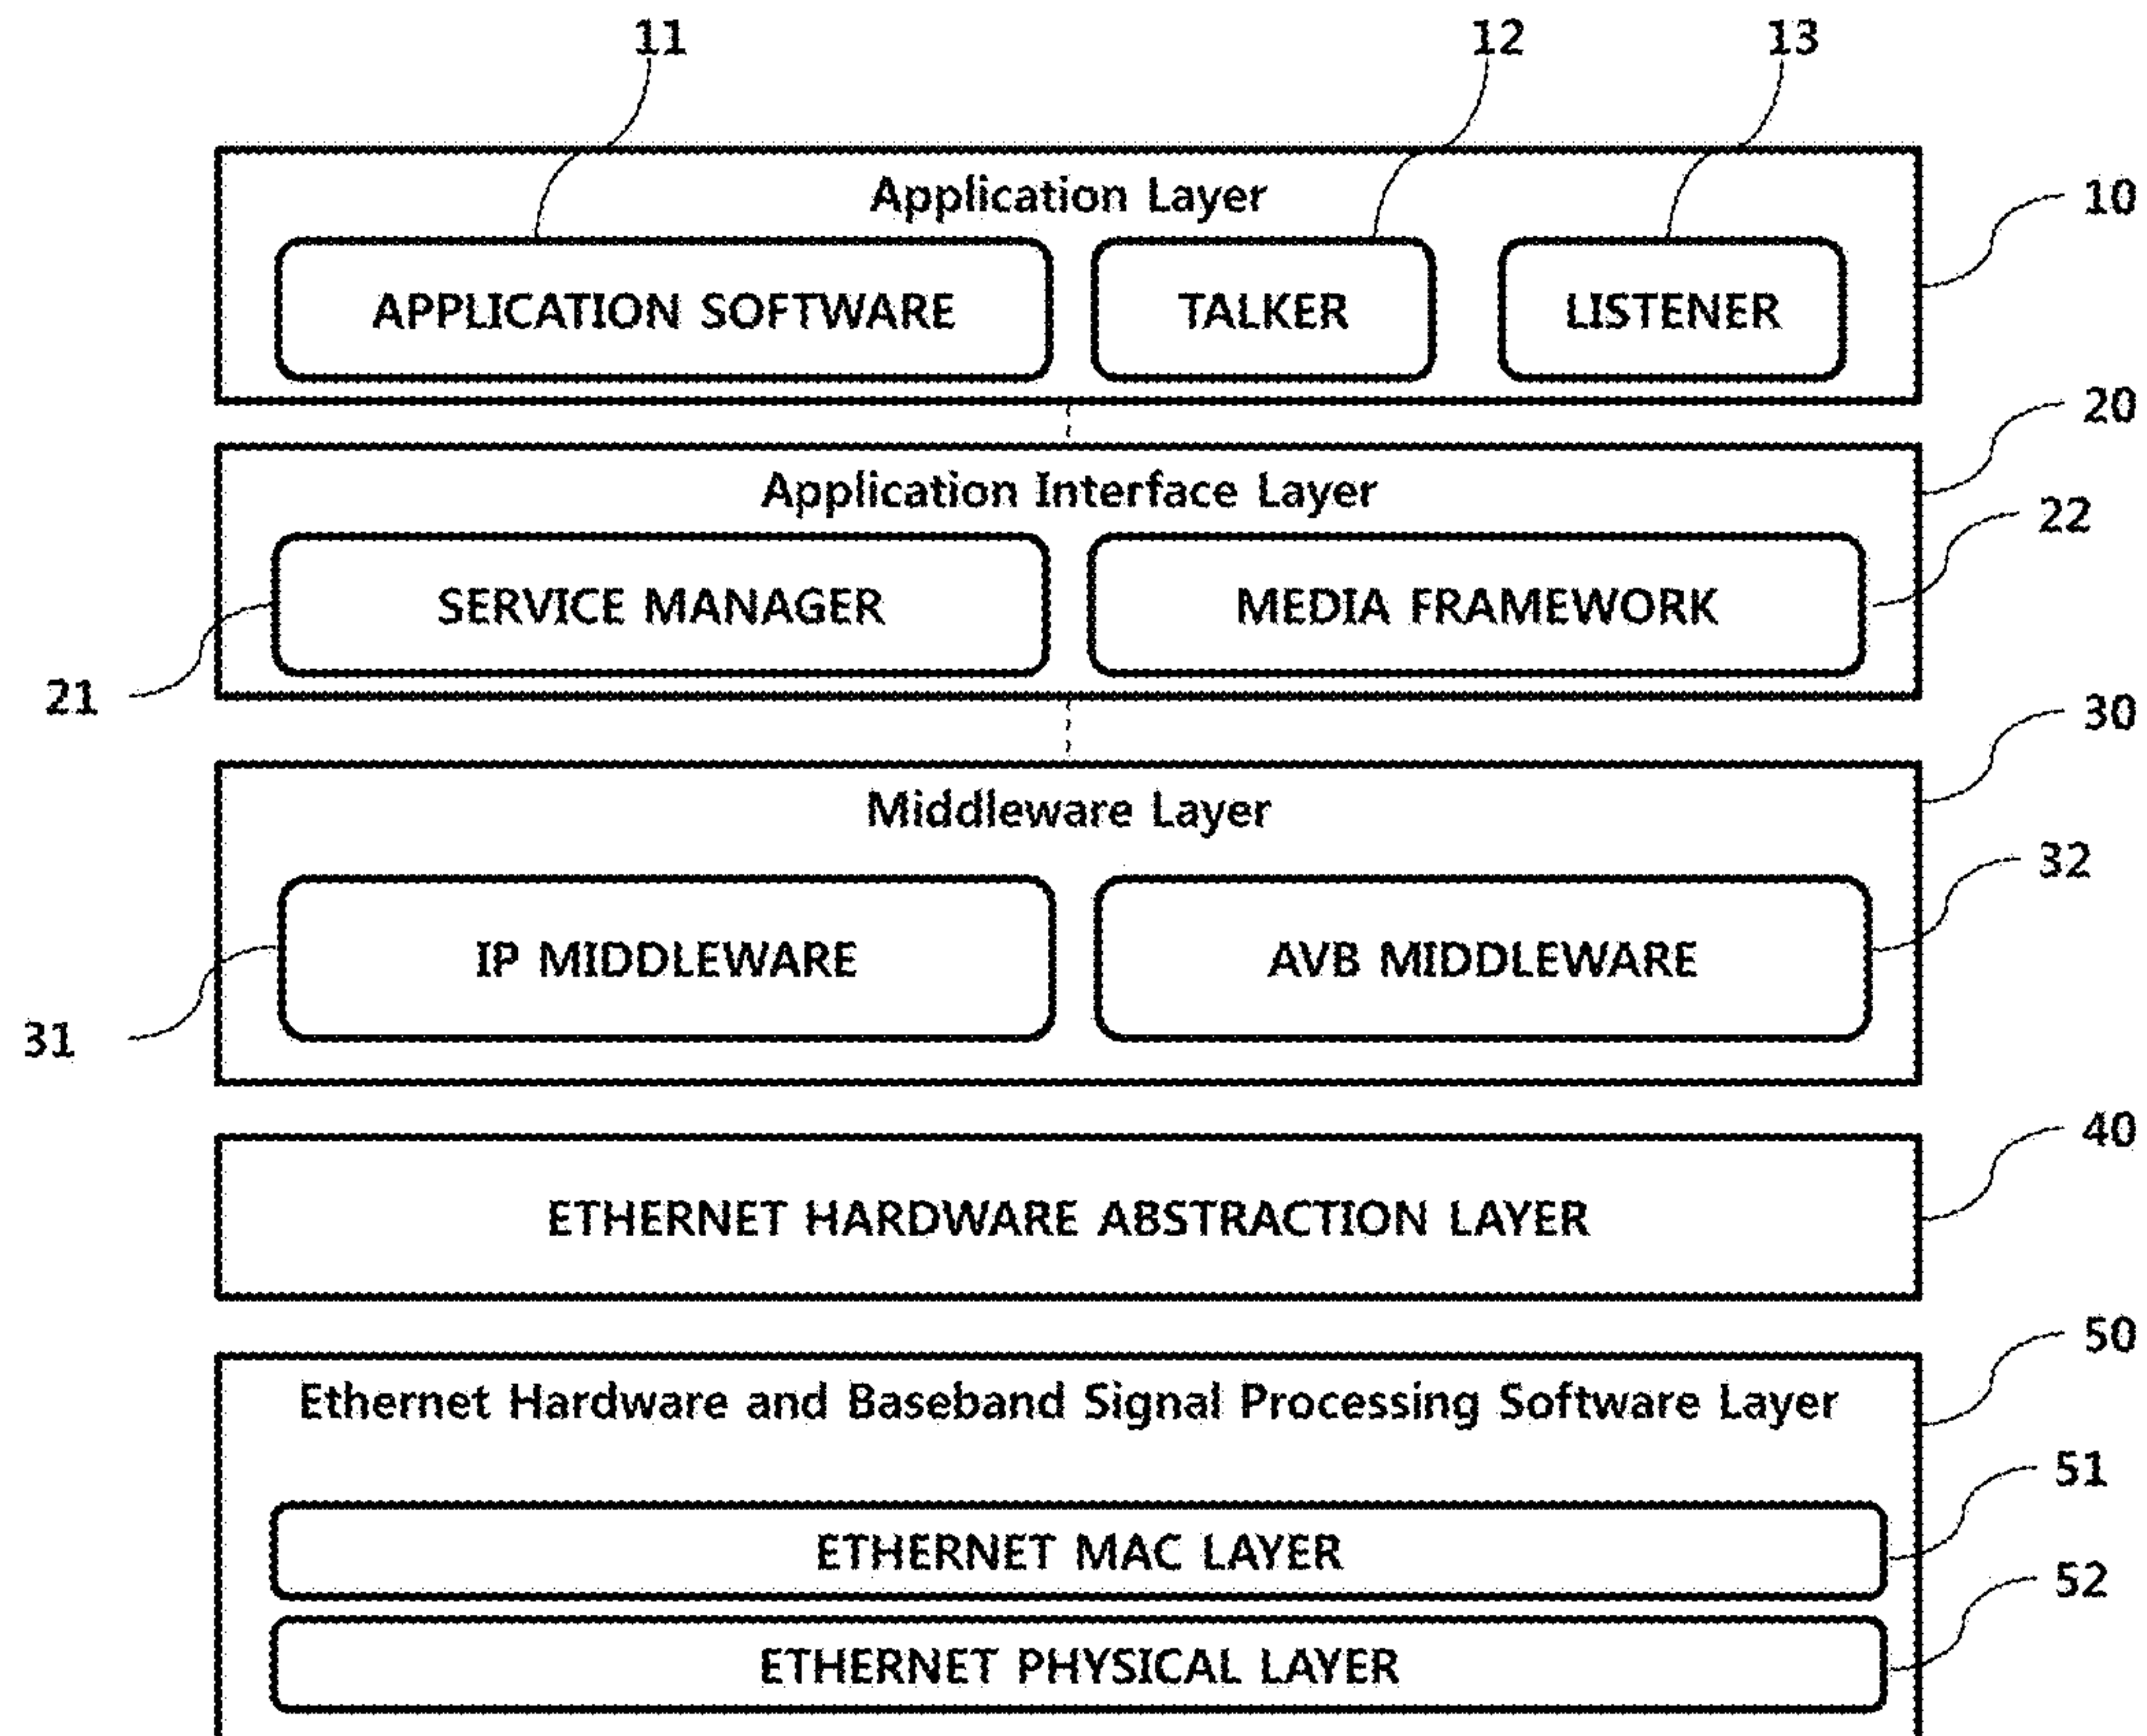 11
12
13
Application Layer
10
APPLICATION SOFTWARE
TALKER
LISTENER
20
Application Interface Layer
22
SERVICE MANAGER
MEDIA FRAMEWORK
21
30
Middleware Layer
32
IP MIDDLEWARE
AVB MIDDLEWARE
31
40
ETHERNET HARDWARE ABSTRACTION LAYER
50
Ethernet Hardware and Baseband Signal Processing Software Layer
51
ETHERNET MAC LAYER
52
ETHERNET PHYSICAL LAYER